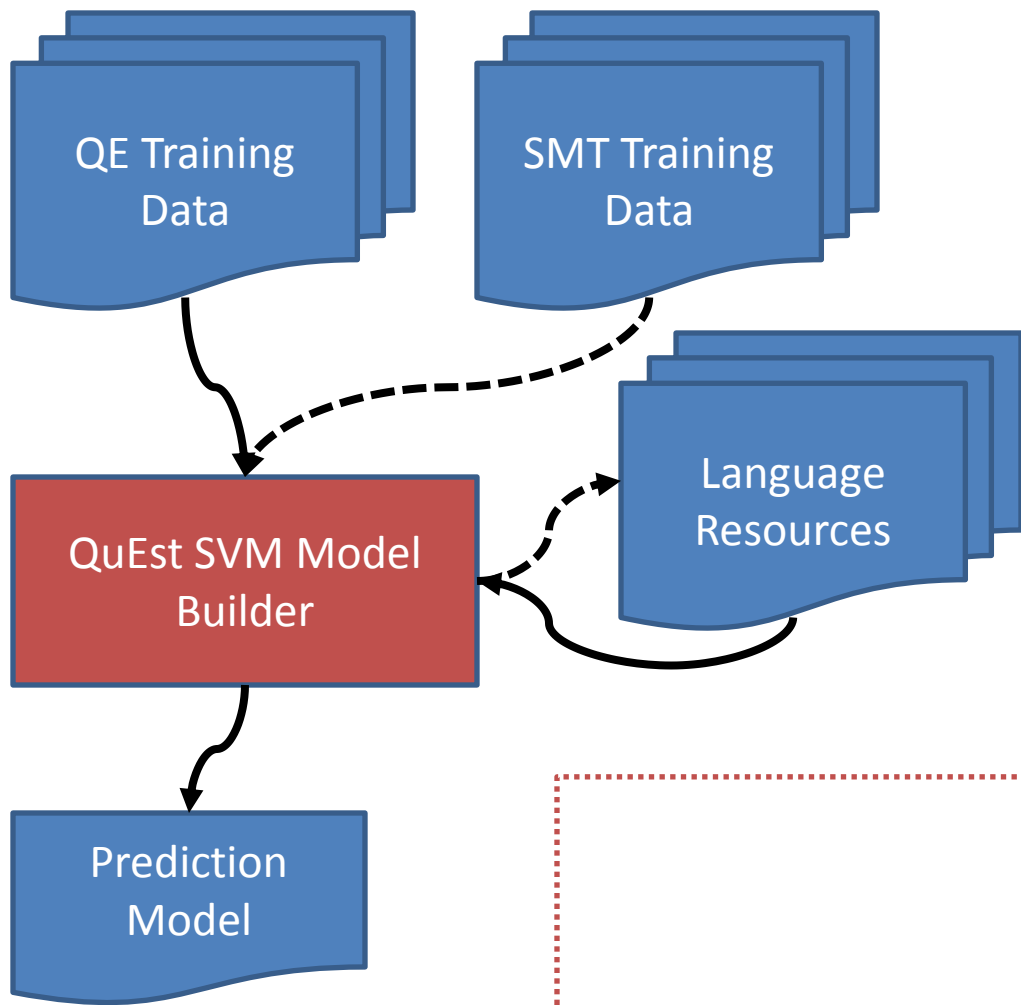 QE Training
Data
SMT Training
Data
Language
Resources
QuEst SVM Model
Builder
Prediction
Model